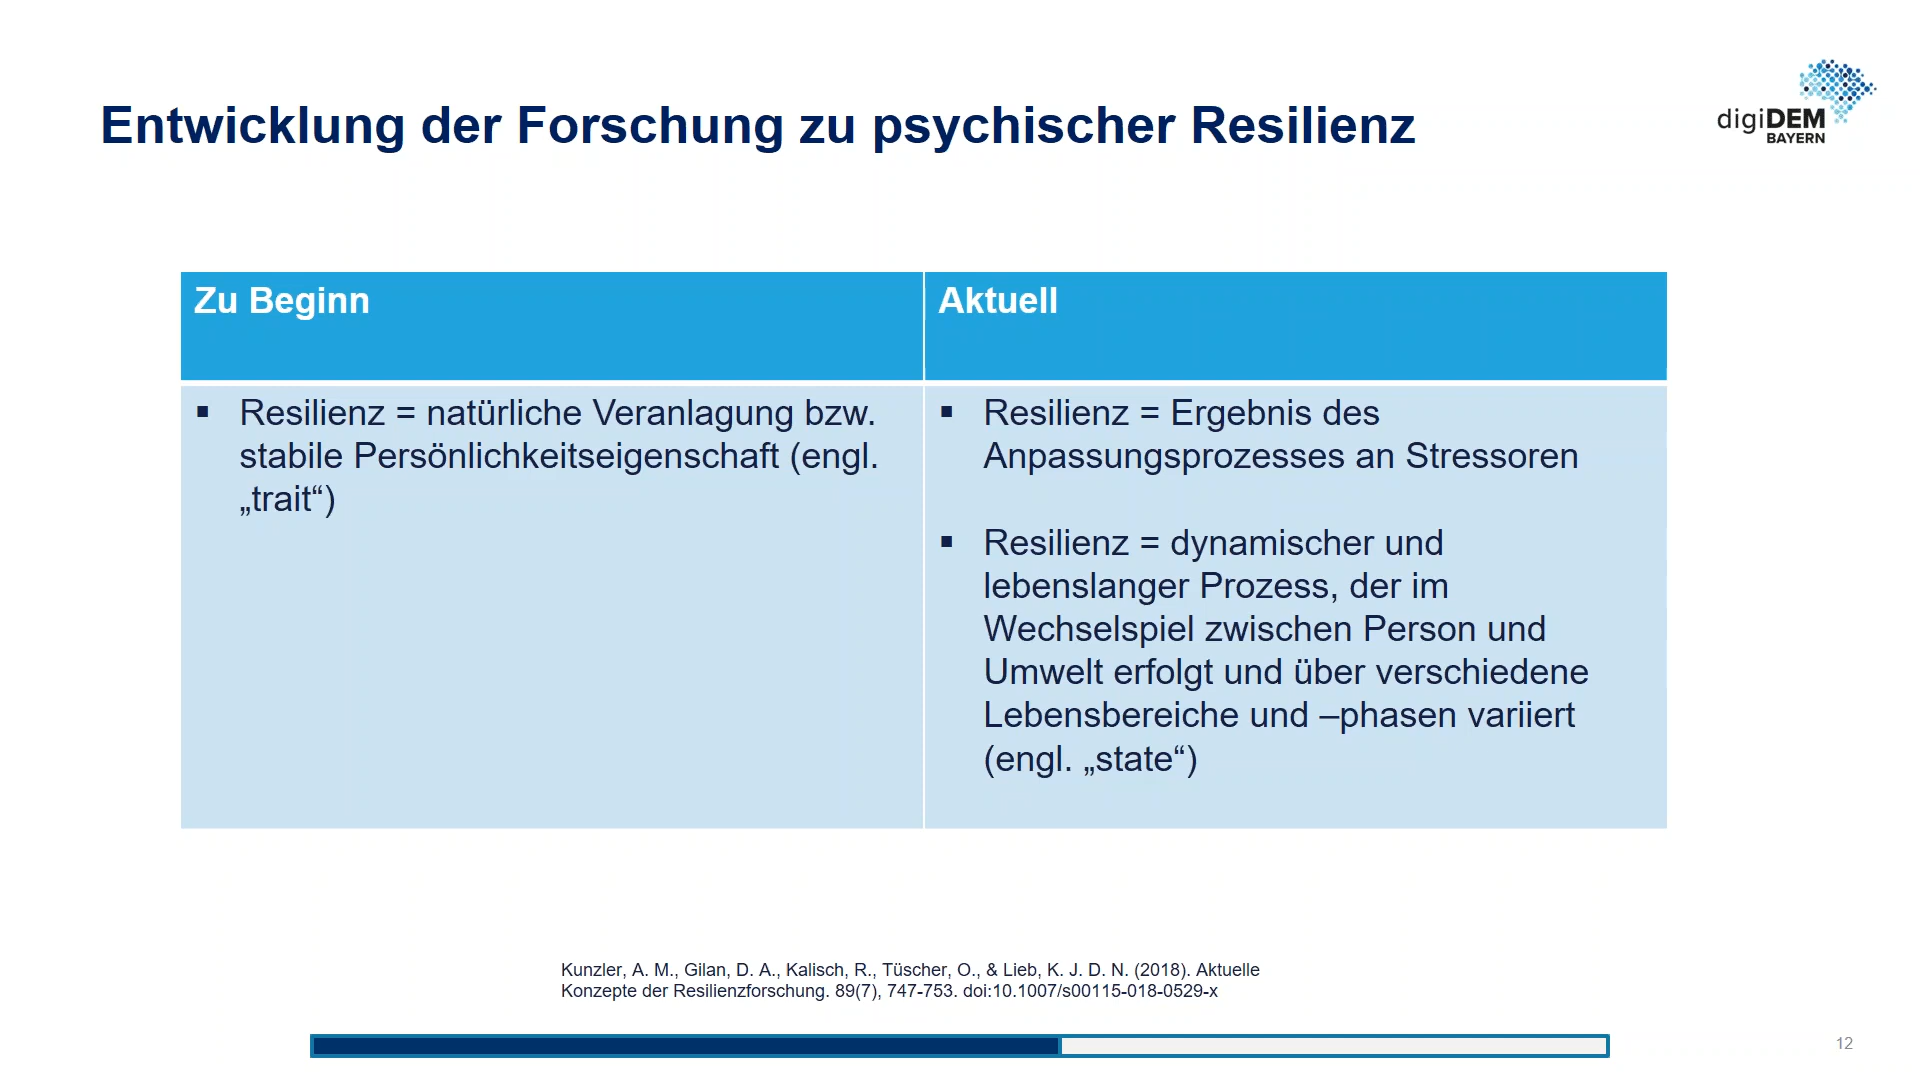 Entwicklung der Forschung zu psychischer Resilienz
digiDEM
BAYERN
Zu Beginn
Aktuell
▪ Resilienz = natürliche Veranlagung bzw.
stabile Persönlichkeitseigenschaft (engl.
„trait“)
▪ Resilienz = Ergebnis des
Anpassungsprozesses an Stressoren
▪ Resilienz = dynamischer und
lebenslanger Prozess, der im
Wechselspiel zwischen Person und
Umwelt erfolgt und über verschiedene
Lebensbereiche und –phasen variiert
(engl. „state“)
Kunzler, A. M., Gilan, D. A., Kalisch, R., Tüscher, O., & Lieb, K. J. D. N. (2018). Aktuelle
Konzepte der Resilienzforschung. 89(7), 747-753. doi:10.1007/s00115-018-0529-x
12